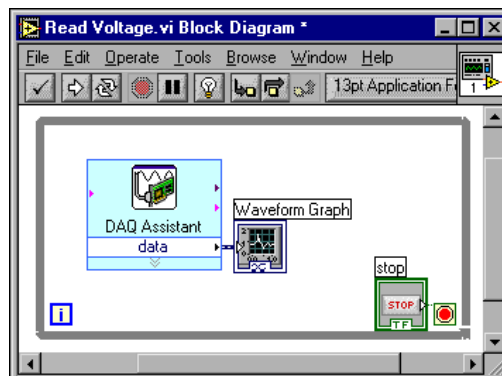 Read Voltage.vi Block Diagram *
File Edit Operate Tools Browse Window Help
13pt Application F
1
DAQ Assistant
data
Waveform Graph
stop
STOP
TF
i